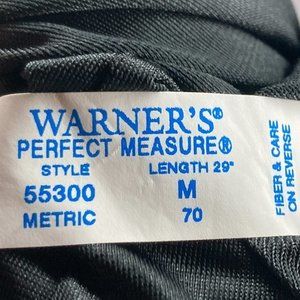 WARNER'S®
PERFECT MEASURE®
STYLE LENGTH 29"
55300 M
METRIC 70
FIBER & CARE
ON REVERSE